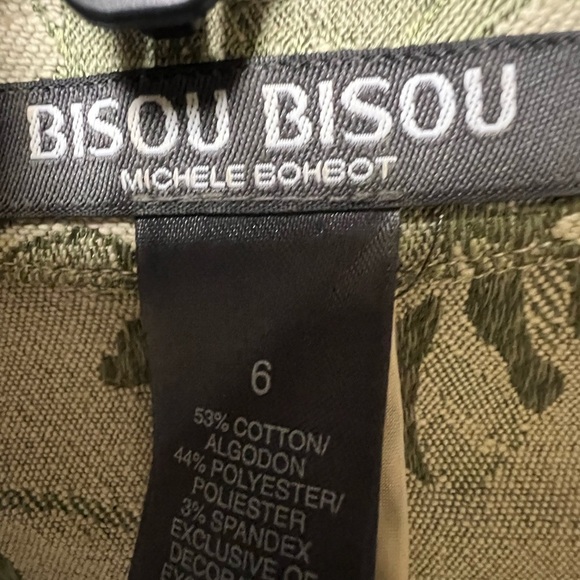 BISOU BISOU
MICHELE BOHBOT
6
53% COTTON/
ALGODON
44% POLYESTER/
POLIESTER
3% SPANDEX
EXCLUSIVE OF